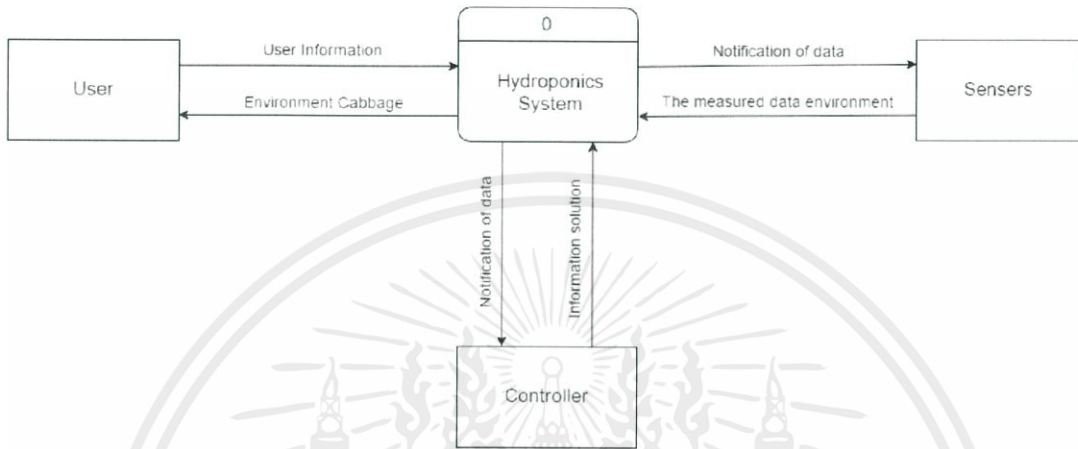 0
User Information
Notification of data
User
Hydroponics
System
Sensers
Environment Cabbage
The measured data environment
Notification of data
Information solution
Controller